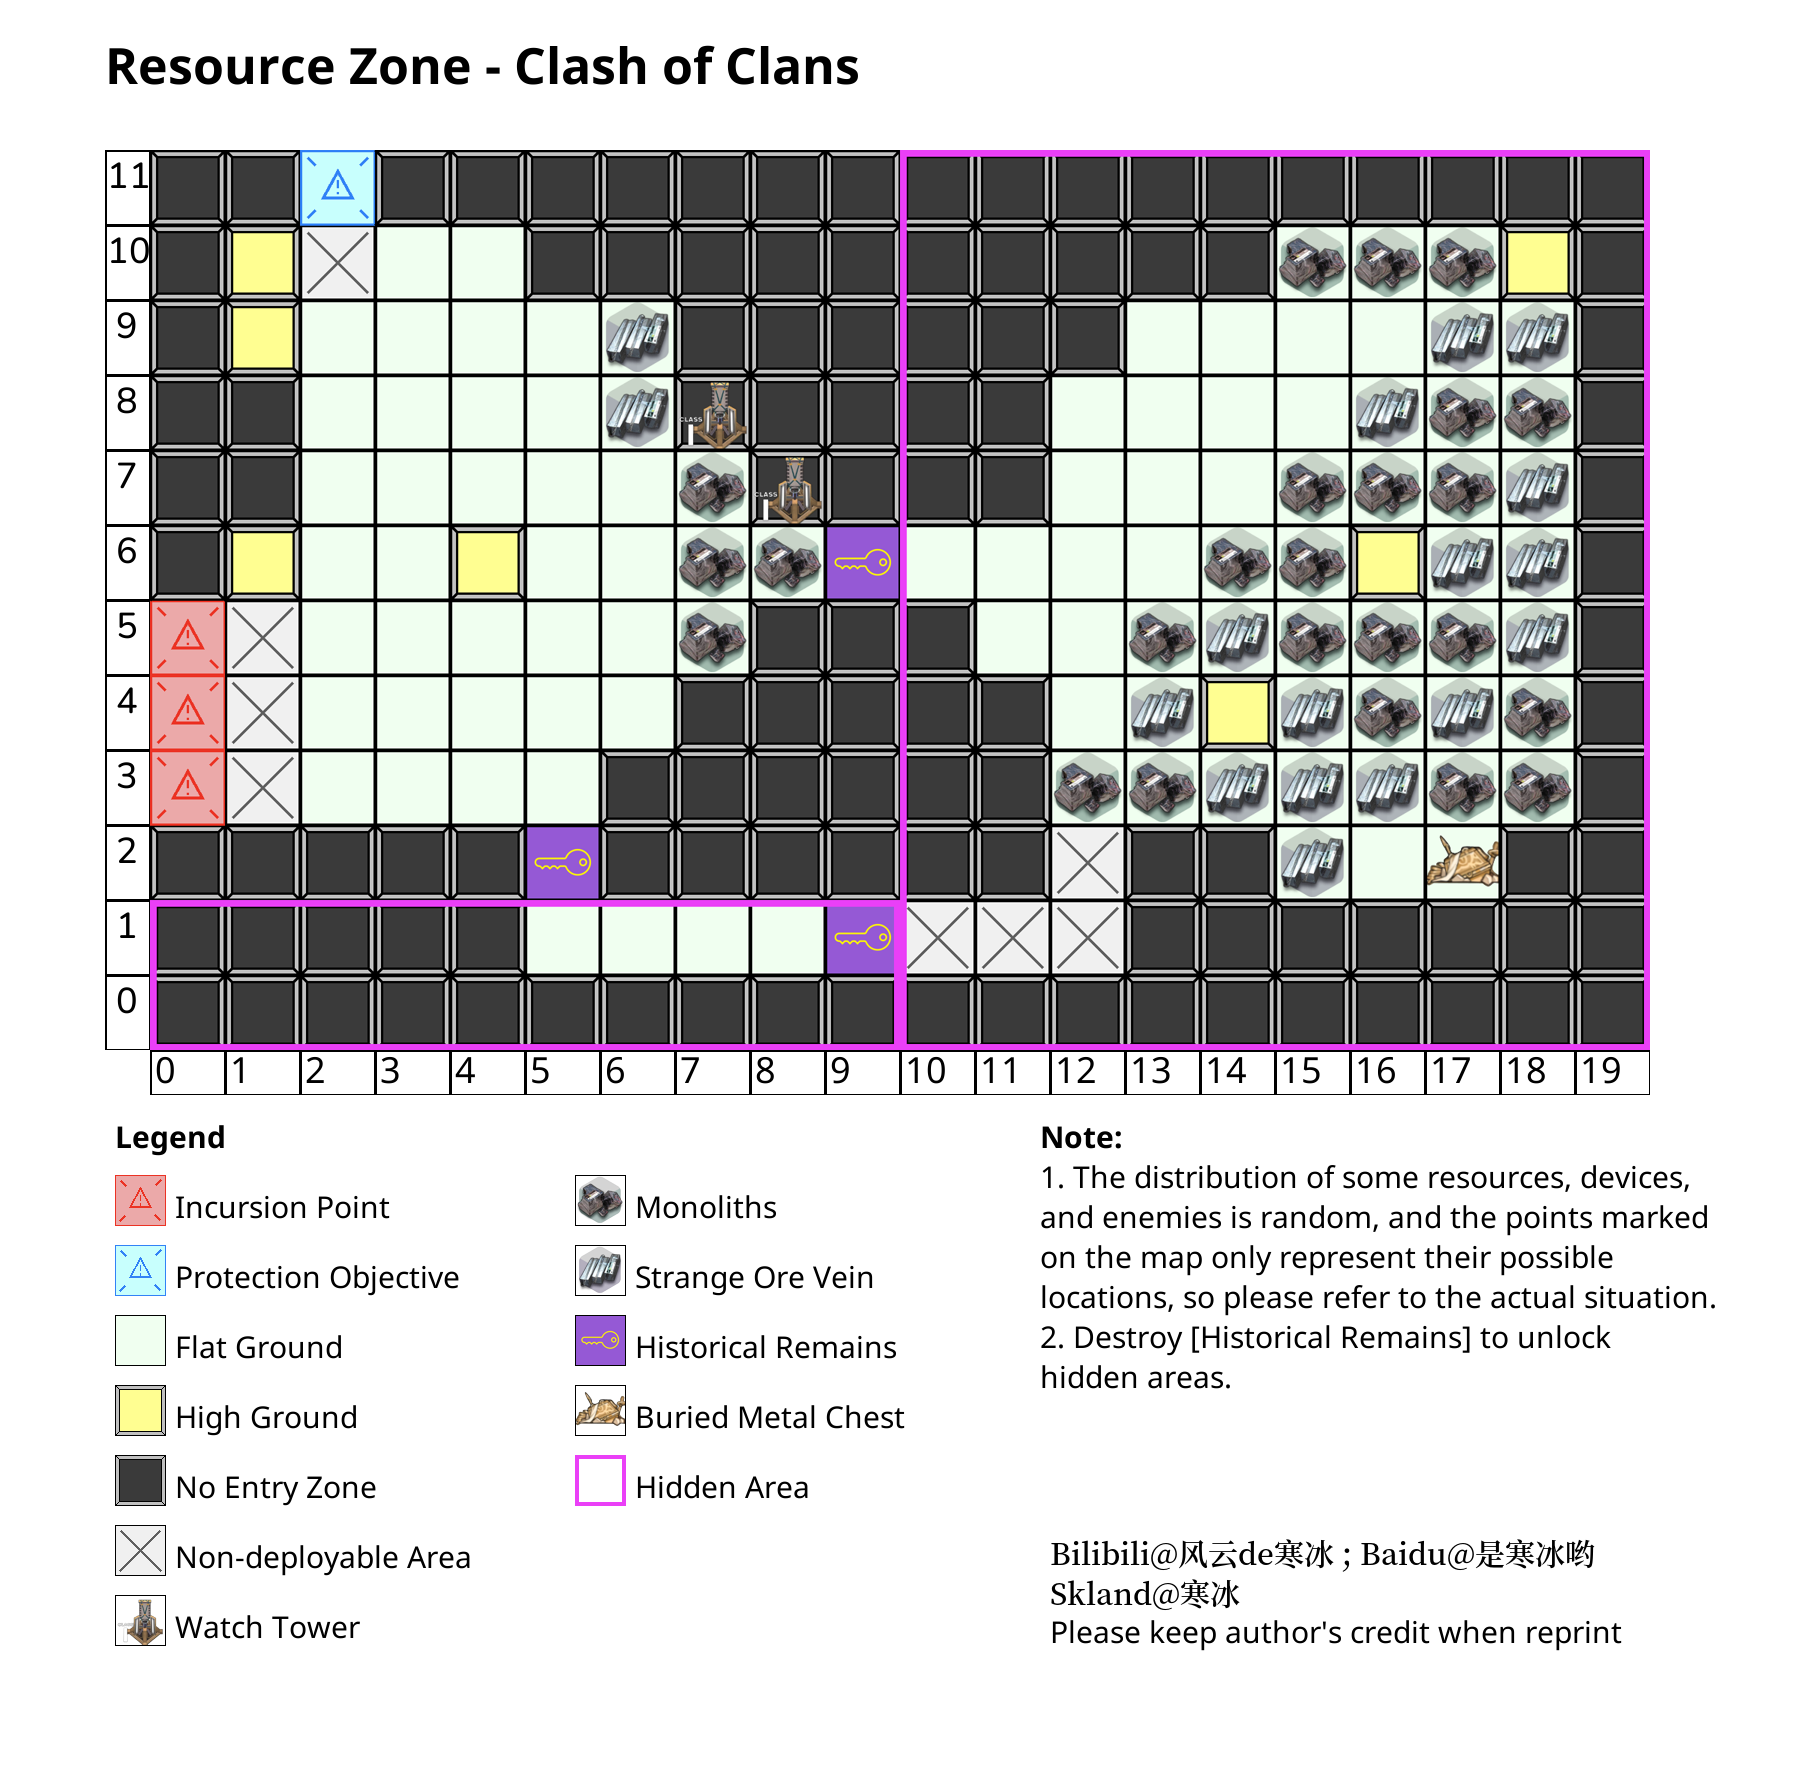 Resource Zone - Clash of Clans
11
10
9
8
CLASS
7
CLASS
6
5
4
3
2
1
0
0 1 2 3 4 5 6 7 8 9 10 11 12 13 14 15 16 17 18 19
Legend
Incursion Point
Protection Objective
Flat Ground
High Ground
No Entry Zone
Non-deployable Area
Watch Tower
Monoliths
Strange Ore Vein
Historical Remains
Buried Metal Chest
Hidden Area
Note:
1. The distribution of some resources, devices,
and enemies is random, and the points marked
on the map only represent their possible
locations, so please refer to the actual situation.
2. Destroy [Historical Remains] to unlock
hidden areas.
Bilibili@风云de寒冰 ; Baidu@是寒冰哟
Skland@寒冰
Please keep author's credit when reprint